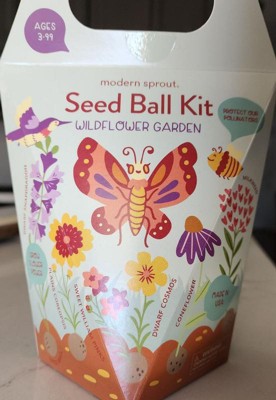 AGES
3-99
modern sprout.
Seed Ball Kit
WILDFLOWER GARDEN
PROTECT OUR
POLLINATORS
SWEET WILLIAM
DWARF COSMOS
CONEFLOWER
MADE IN
USA